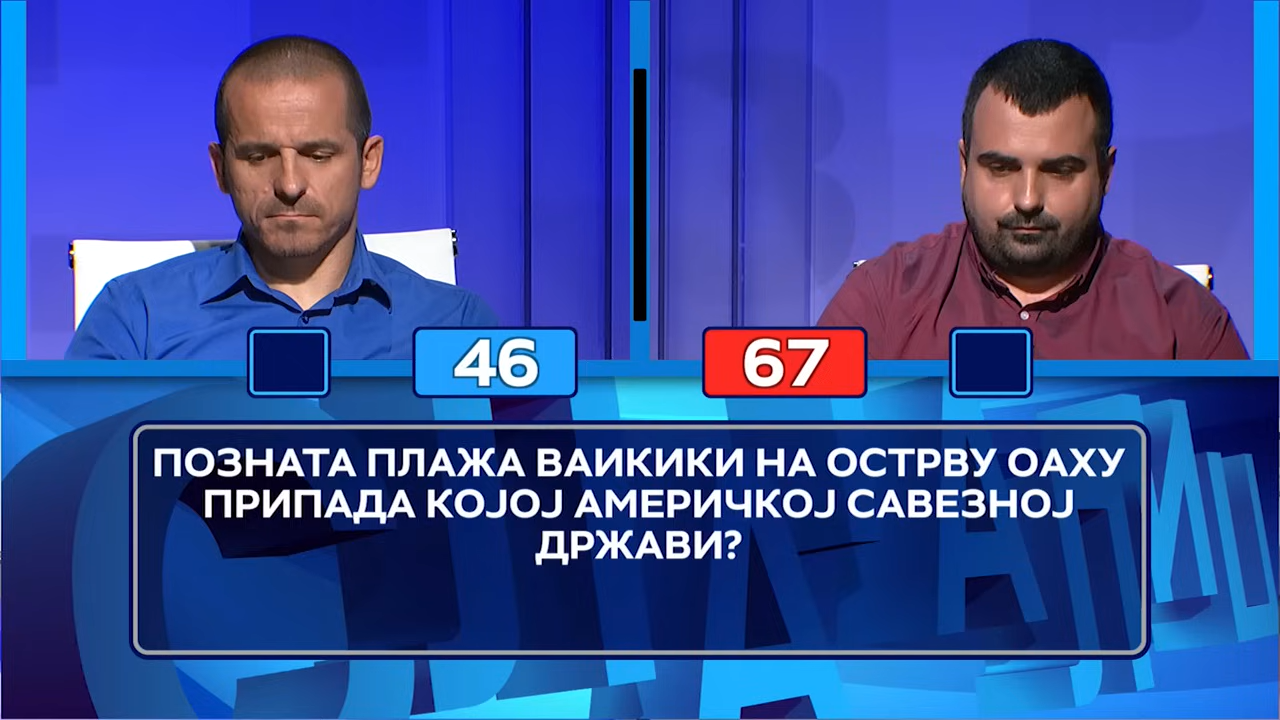 46
67
ПОЗНАТА ПЛАЖА ВАИКИКИ НА ОСТРВУ ОАХУ
ПРИПАДА КОЈОЈ АМЕРИЧКОЈ САВЕЗНОЈ
ДРЖАВИ?